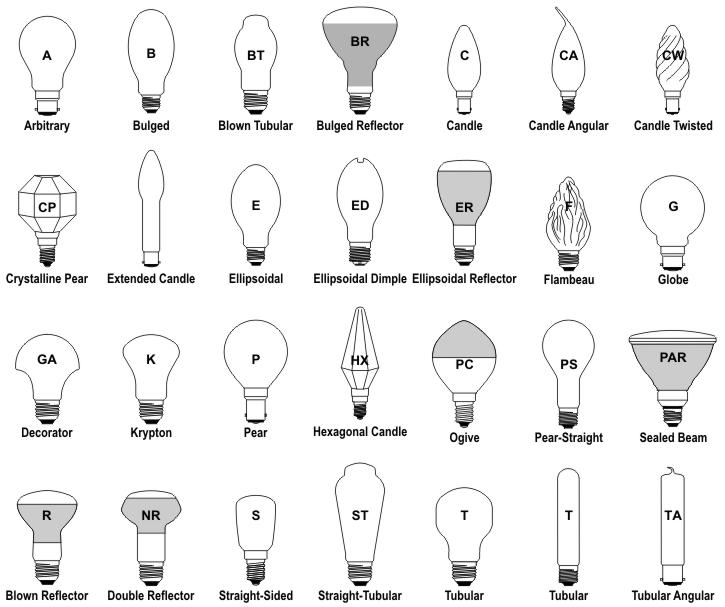 A B BT BR C CA CW
Arbitrary Bulged Blown Tubular Bulged Reflector Candle Candle Angular Candle Twisted
CP E ED ER F G
Crystalline Pear Extended Candle Ellipsoidal Ellipsoidal Dimple Ellipsoidal Reflector Flambeau Globe
GA K P HX PC PS PAR
Decorator Krypton Pear Hexagonal Candle Ogive Pear-Straight Sealed Beam
R NR S ST T T TA
Blown Reflector Double Reflector Straight-Sided Straight-Tubular Tubular Tubular Tubular Angular